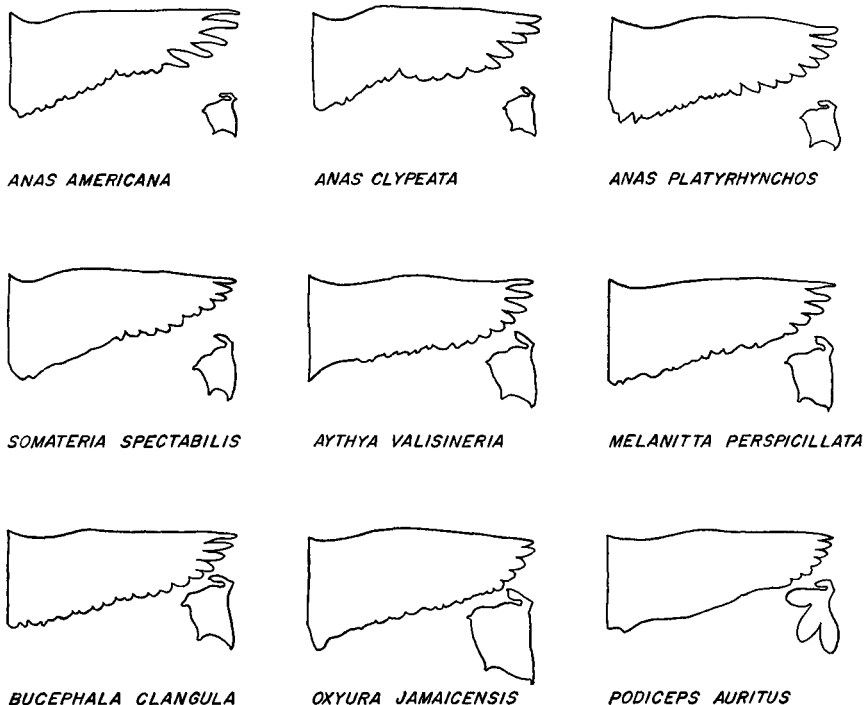 ANAS AMERICANA
ANAS CLYPEATA
ANAS PLATYRHYNCHOS
SOMATERIA SPECTABILIS
AYTHYA VALISINERIA
MELANITTA PERSPICILLATA
BUCEPHALA CLANGULA
OXYURA JAMAICENSIS
PODICEPS AURITUS